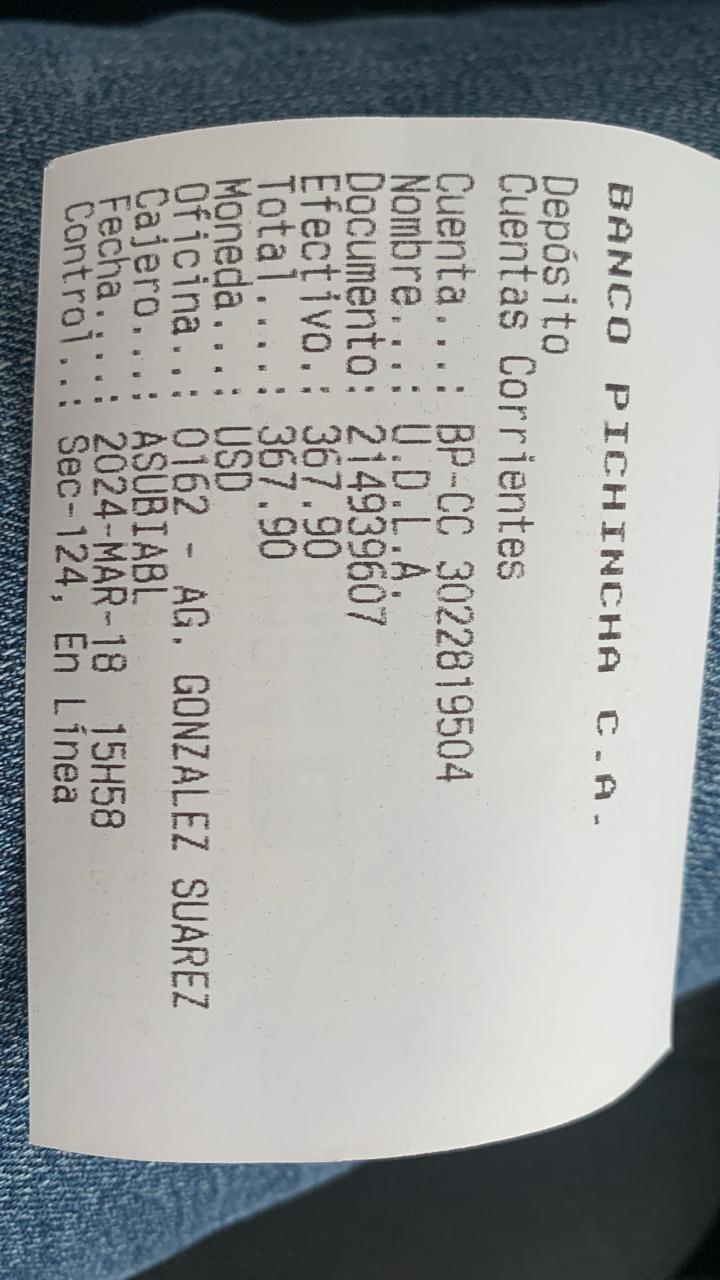 BANCO PICHINCHA C.A.
Depósito
Cuentas Corrientes
Cuenta....: BP-CC 3022819504
Nombre....: U.D.L.A.
Documento: 214939607
Efectivo.: 367.90
Total.....: 367.90
Moneda....: USD
Oficina..: 0162 - AG. GONZALEZ SUAREZ
Cajero...: ASUBIABL
Fecha....: 2024-MAR-18 15H58
Control..: Sec-124, En Línea